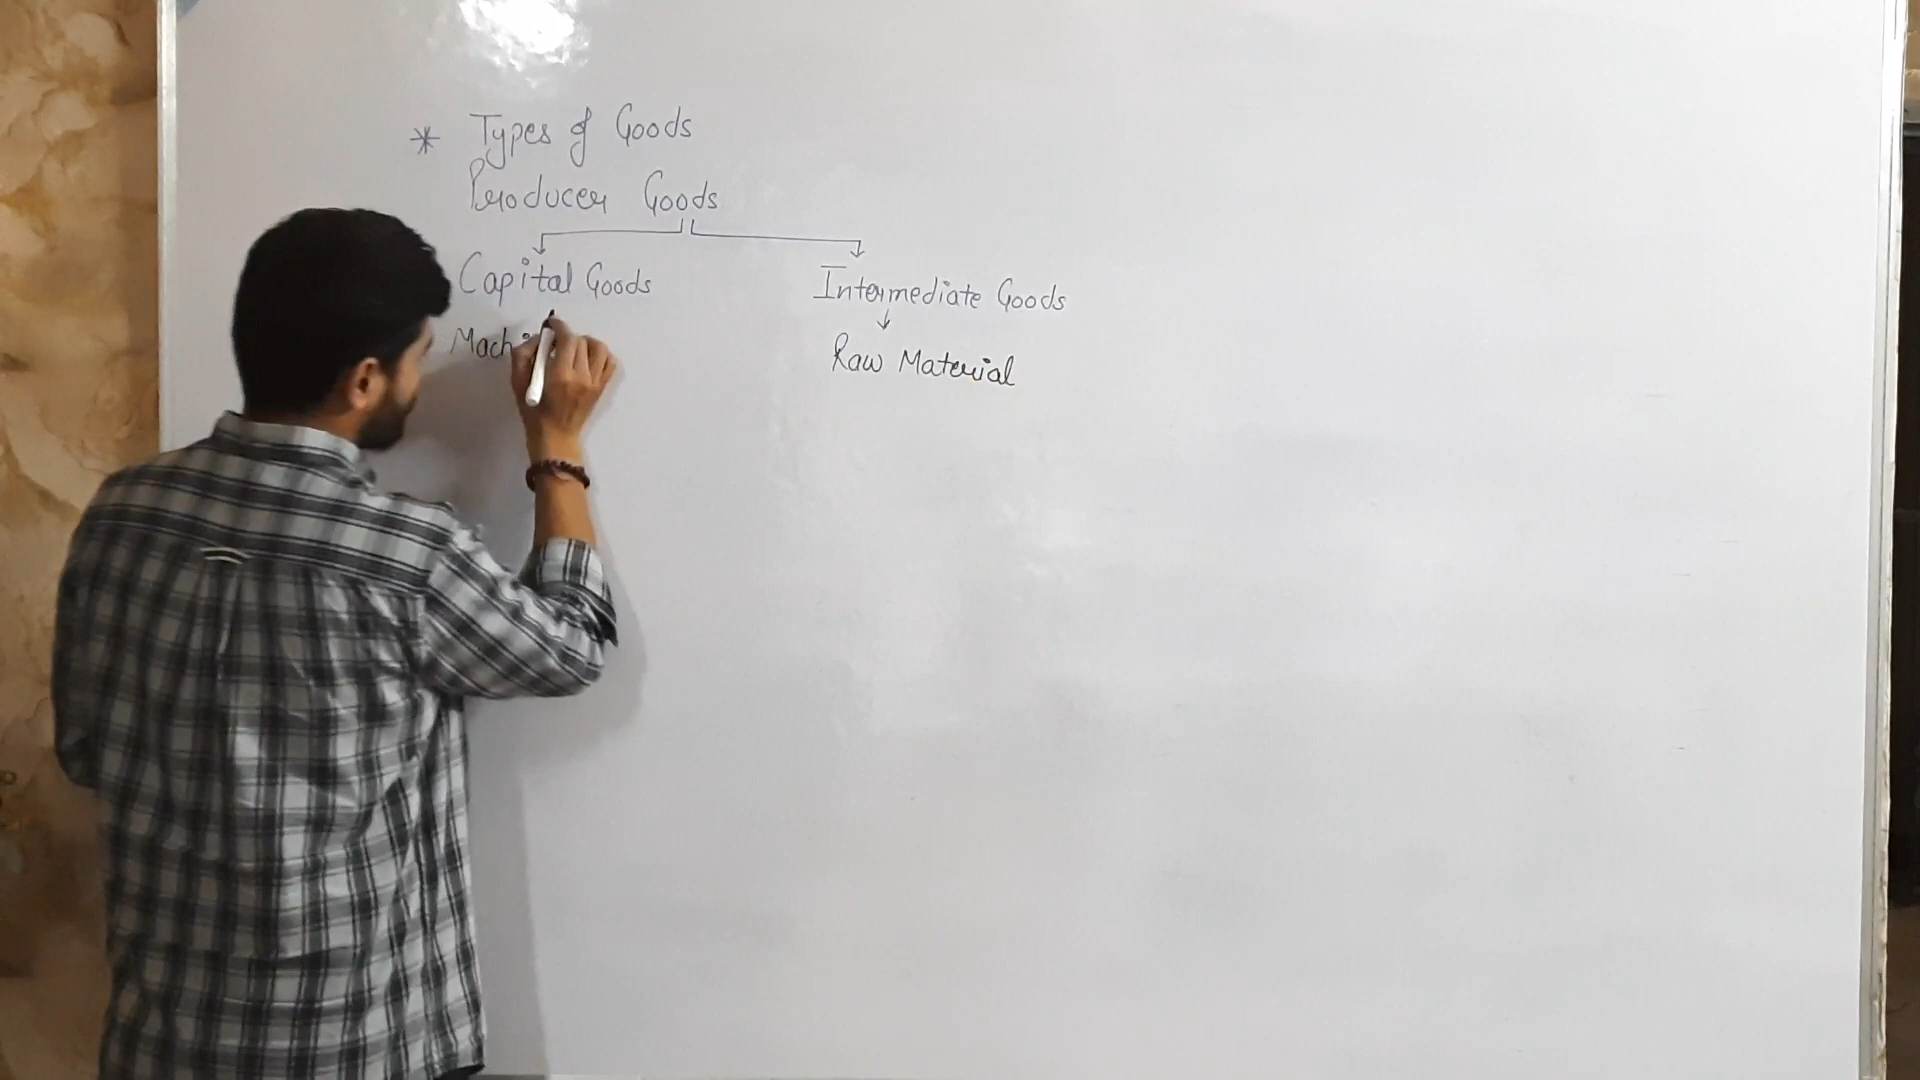 * Types of Goods
Producer Goods
Capital Goods
Intermediate Goods
Raw Material